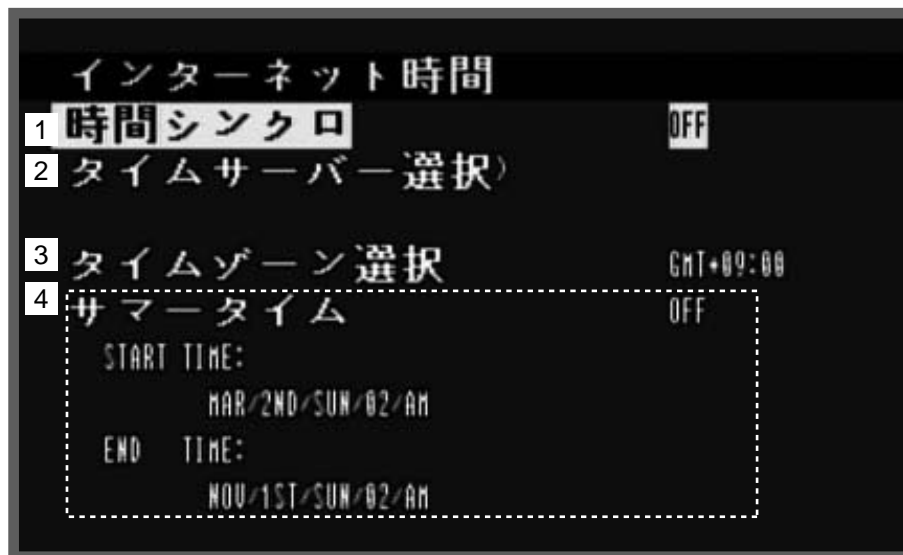 インターネット時間
1 時間シンクロ OFF
2 タイムサーバー選択)
3 タイムゾーン選択 GMT+09:00
4 サマータイム OFF
START TIME:
MAR/2ND/SUN/02/AM
END TIME:
NOV/1ST/SUN/02/AM